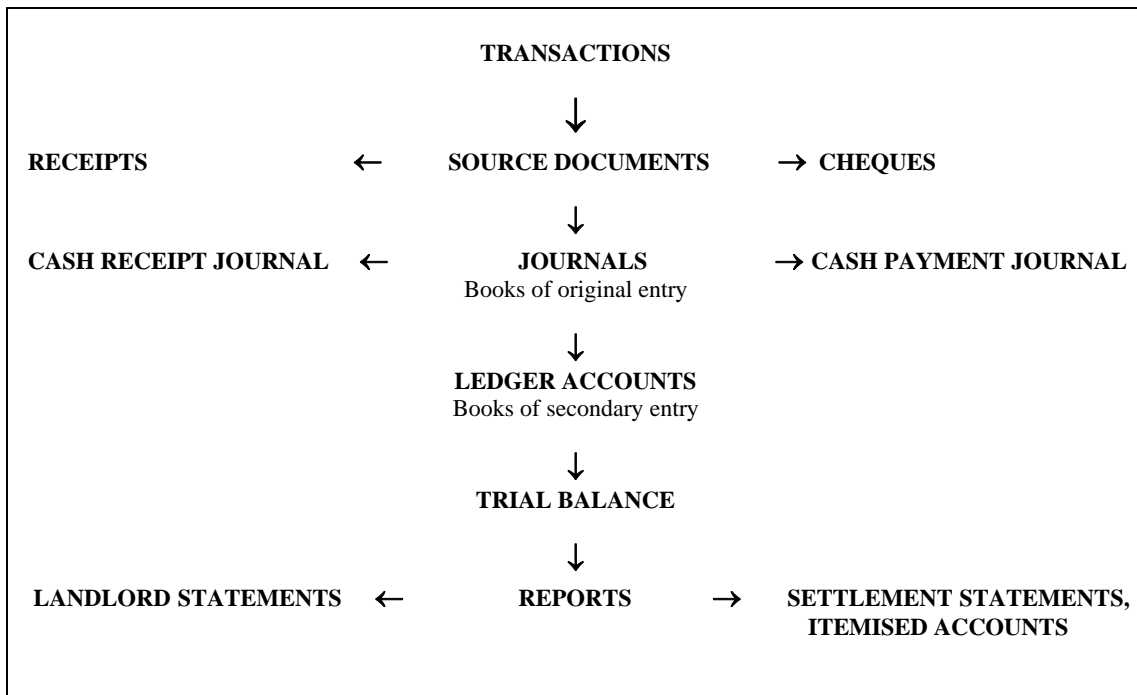 TRANSACTIONS
↓
RECEIPTS ← SOURCE DOCUMENTS → CHEQUES
↓
CASH RECEIPT JOURNAL ← JOURNALS → CASH PAYMENT JOURNAL
Books of original entry
↓
LEDGER ACCOUNTS
Books of secondary entry
↓
TRIAL BALANCE
↓
LANDLORD STATEMENTS ← REPORTS → SETTLEMENT STATEMENTS,
ITEMISED ACCOUNTS